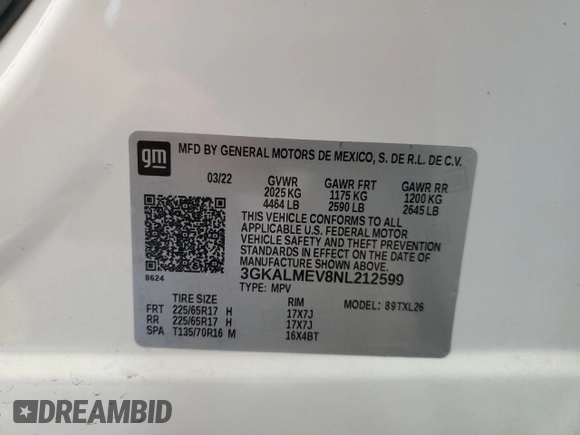 gm
MFD BY GENERAL MOTORS DE MEXICO, S. DE R.L. DE C.V.
03/22 GVWR GAWR FRT GAWR RR
2025 KG 1175 KG 1200 KG
4464 LB 2590 LB 2645 LB
THIS VEHICLE CONFORMS TO ALL
APPLICABLE U.S. FEDERAL MOTOR
VEHICLE SAFETY AND THEFT PREVENTION
STANDARDS IN EFFECT ON THE DATE OF
MANUFACTURE SHOWN ABOVE.
8624 3GKALMEV8NL212599
TYPE: MPV
TIRE SIZE RIM MODEL: 89TXL26
FRT 225/65R17 H 17X7J
RR 225/65R17 H 17X7J
SPA T135/70R16 M 16X4BT
DREAMBID